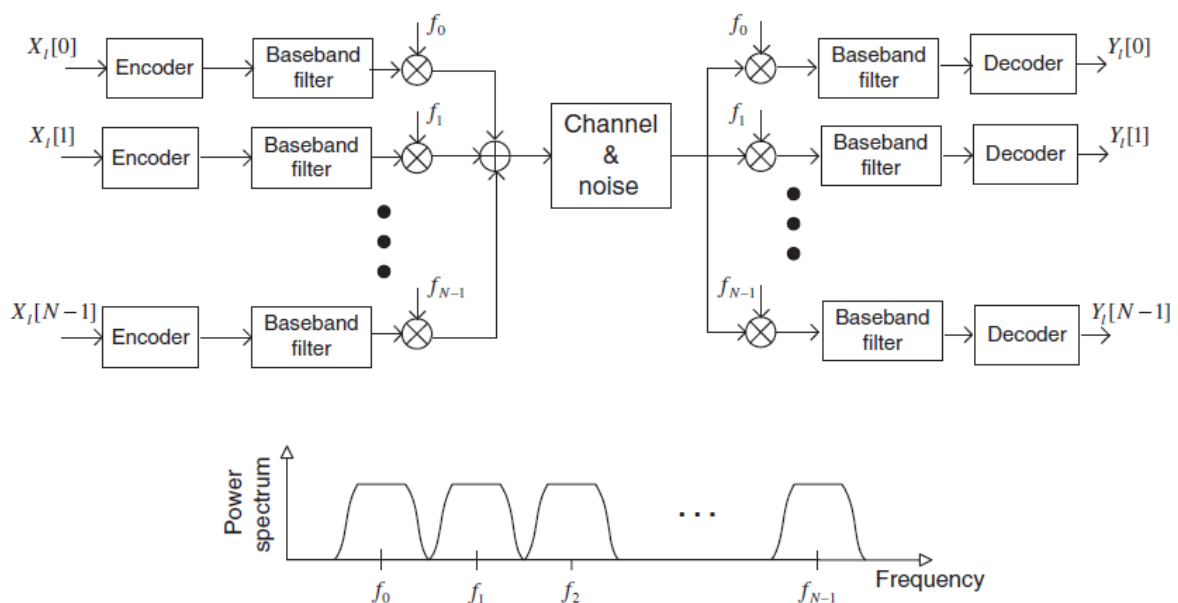 X_l[0]
Encoder
Baseband
filter
f_0
X_l[1]
Encoder
Baseband
filter
f_1
X_l[N−1]
Encoder
Baseband
filter
f_{N−1}
Channel
&
noise
f_0
Baseband
filter
Decoder
Y_l[0]
f_1
Baseband
filter
Decoder
Y_l[1]
f_{N−1}
Baseband
filter
Decoder
Y_l[N−1]
Power
spectrum
. . .
f_0
f_1
f_2
f_{N−1}
Frequency